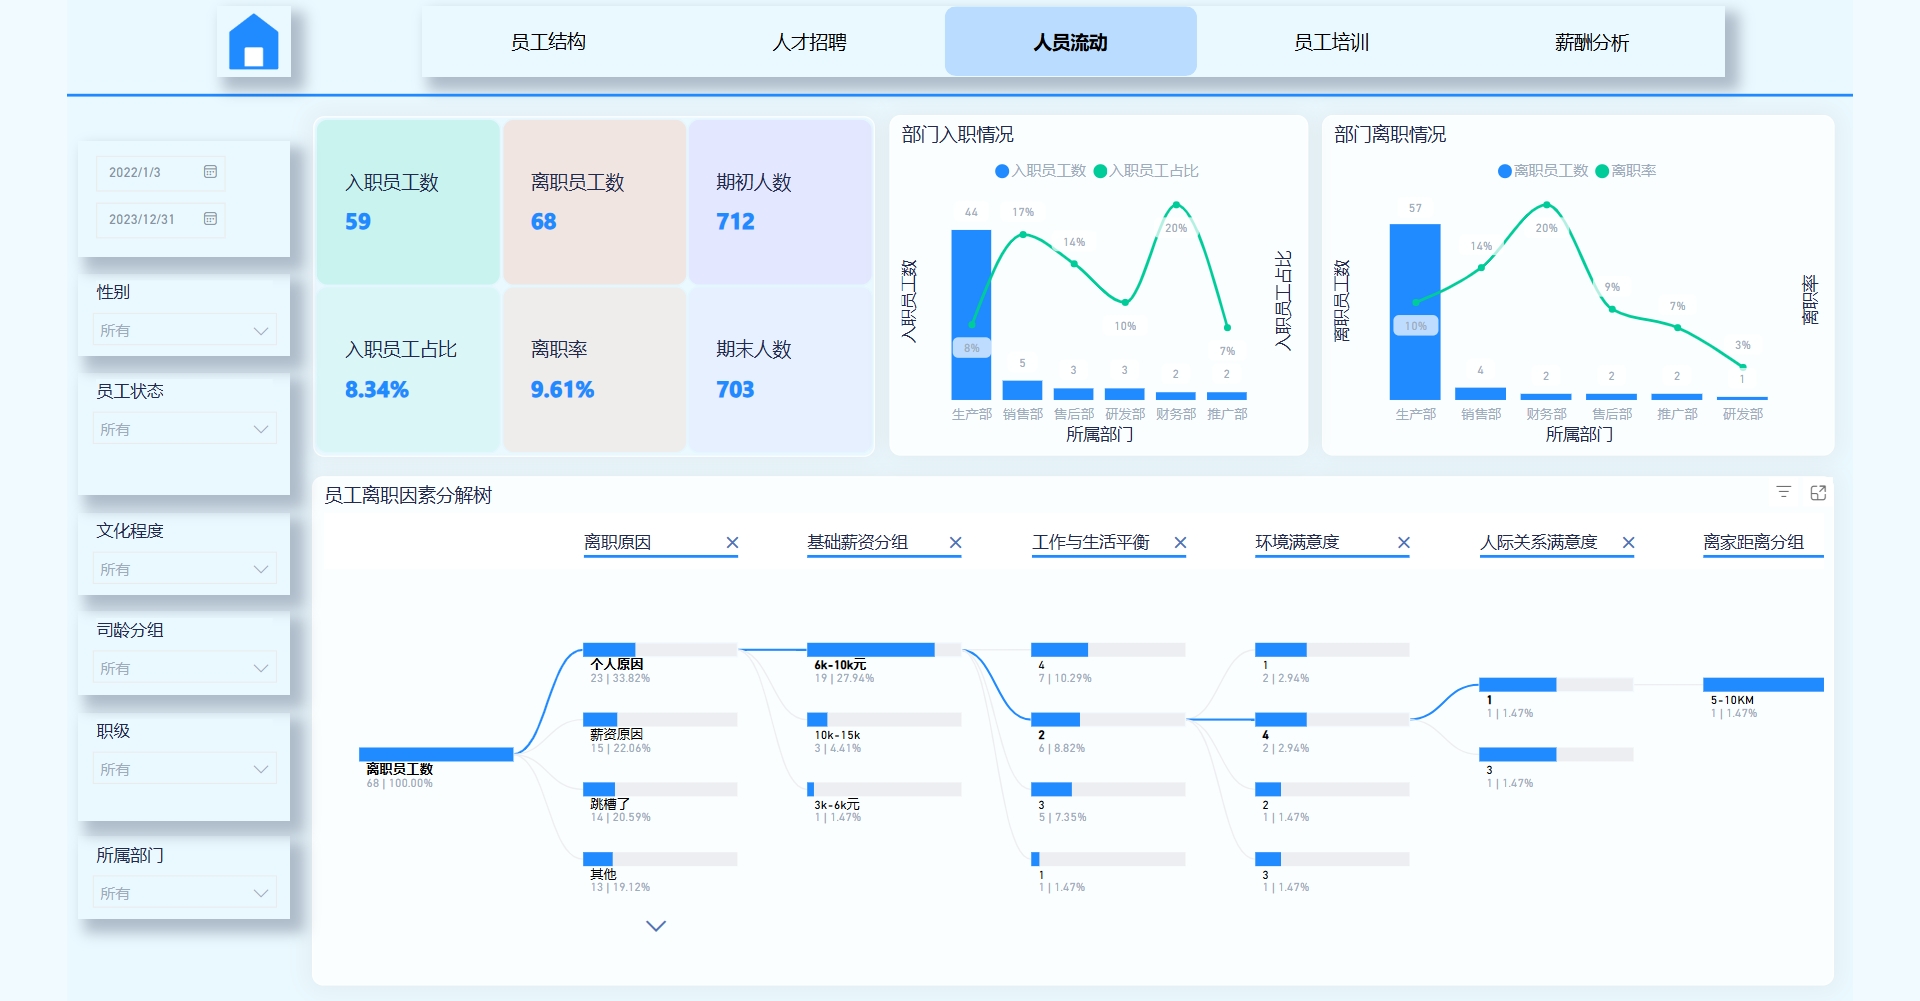 员工结构
人才招聘
人员流动
员工培训
薪酬分析
2022/1/3
2023/12/31
性别
所有
员工状态
所有
文化程度
所有
司龄分组
所有
职级
所有
所属部门
所有
入职员工数
59
离职员工数
68
期初人数
712
入职员工占比
8.34%
离职率
9.61%
期末人数
703
部门入职情况
入职员工数 入职员工占比
入职员工数
44
17%
14%
20%
10%
8%
7%
5
3
3
2
2
生产部 销售部 售后部 研发部 财务部 推广部
所属部门
入职员工占比
部门离职情况
离职员工数 离职率
离职员工数
57
14%
20%
9%
7%
10%
3%
4
2
2
2
1
生产部 销售部 财务部 售后部 推广部 研发部
所属部门
离职率
员工离职因素分解树
离职原因
基础薪资分组
工作与生活平衡
环境满意度
人际关系满意度
离家距离分组
离职员工数
68 | 100.00%
个人原因
23 | 33.82%
薪资原因
15 | 22.06%
跳槽了
14 | 20.59%
其他
13 | 19.12%
6k-10k元
19 | 27.94%
10k-15k
3 | 4.41%
3k-6k元
1 | 1.47%
4
7 | 10.29%
2
6 | 8.82%
3
5 | 7.35%
1
1 | 1.47%
1
2 | 2.94%
4
2 | 2.94%
2
1 | 1.47%
3
1 | 1.47%
1
1 | 1.47%
3
1 | 1.47%
5-10KM
1 | 1.47%